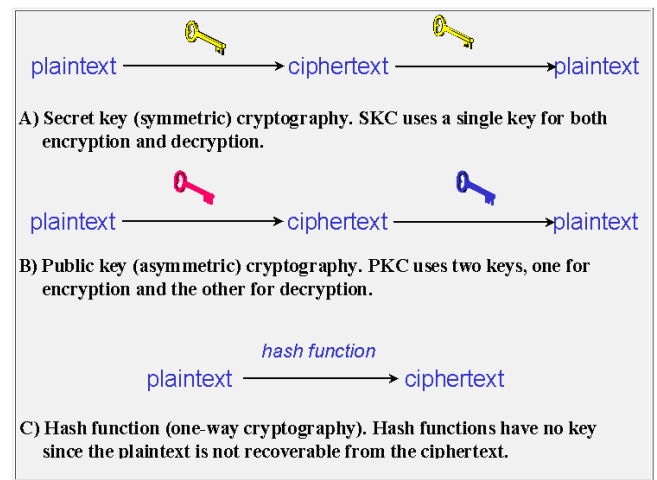 plaintext ciphertext plaintext
A) Secret key (symmetric) cryptography. SKC uses a single key for both
encryption and decryption.
plaintext ciphertext plaintext
B) Public key (asymmetric) cryptography. PKC uses two keys, one for
encryption and the other for decryption.
hash function
plaintext ciphertext
C) Hash function (one-way cryptography). Hash functions have no key
since the plaintext is not recoverable from the ciphertext.